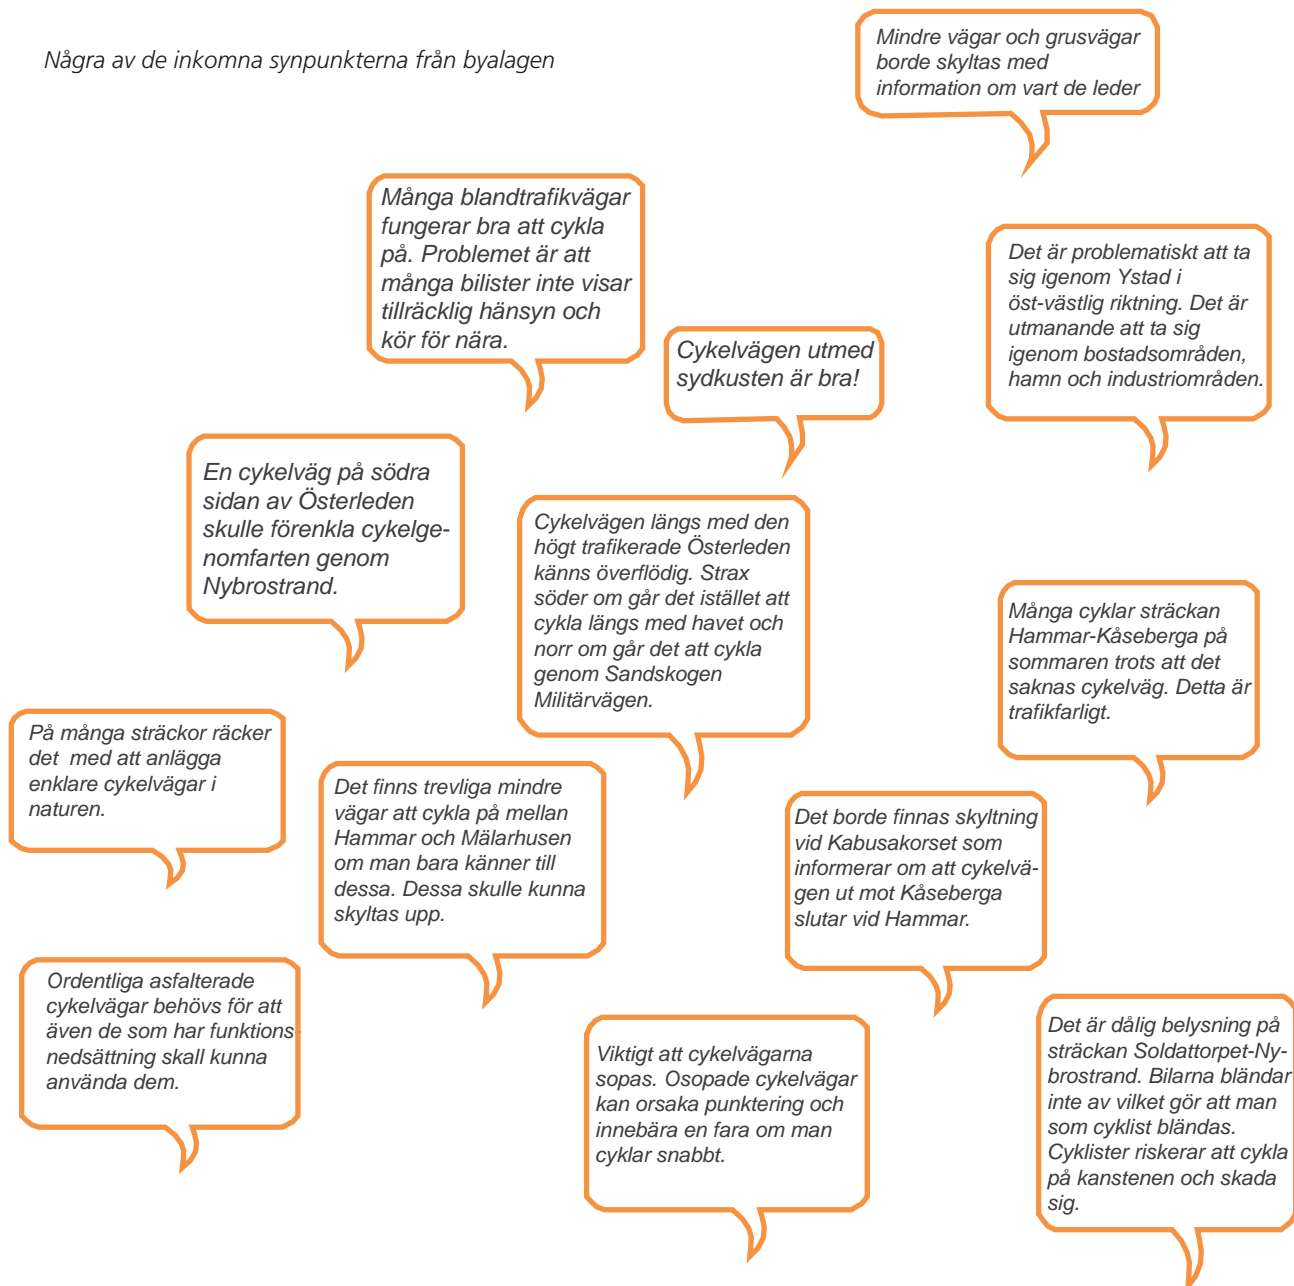 Några av de inkomna synpunkterna från byalagen
Mindre vägar och grusvägar
borde skyltas med
information om vart de leder
Många blandtrafikvägar
fungerar bra att cykla
på. Problemet är att
många bilister inte visar
tillräcklig hänsyn och
kör för nära.
Det är problematiskt att ta
sig igenom Ystad i
öst-västlig riktning. Det är
utmanande att ta sig
igenom bostadsområden,
hamn och industriområden.
Cykelvägen utmed
sydkusten är bra!
En cykelväg på södra
sidan av Österleden
skulle förenkla cykelge-
nomfarten genom
Nybrostrand.
Cykelvägen längs med den
högt trafikerade Österleden
känns överflödig. Strax
söder om går det istället att
cykla längs med havet och
norr om går det att cykla
genom Sandskogen
Militärvägen.
Många cyklar sträckan
Hammar-Kåseberga på
sommaren trots att det
saknas cykelväg. Detta är
trafikfarligt.
På många sträckor räcker
det med att anlägga
enklare cykelvägar i
naturen.
Det finns trevliga mindre
vägar att cykla på mellan
Hammar och Mälarhusen
om man bara känner till
dessa. Dessa skulle kunna
skyltas upp.
Det borde finnas skyltning
vid Kabusakorset som
informerar om att cykelvä-
gen ut mot Kåseberga
slutar vid Hammar.
Ordentliga asfalterade
cykelvägar behövs för att
även de som har funktions-
nedsättning skall kunna
använda dem.
Viktigt att cykelvägarna
sopas. Osopade cykelvägar
kan orsaka punktering och
innebära en fara om man
cyklar snabbt.
Det är dålig belysning på
sträckan Soldattorpet-Ny-
brostrand. Bilarna bländar
inte av vilket gör att man
som cyklist bländas.
Cyklister riskerar att cykla
på kanstenen och skada
sig.